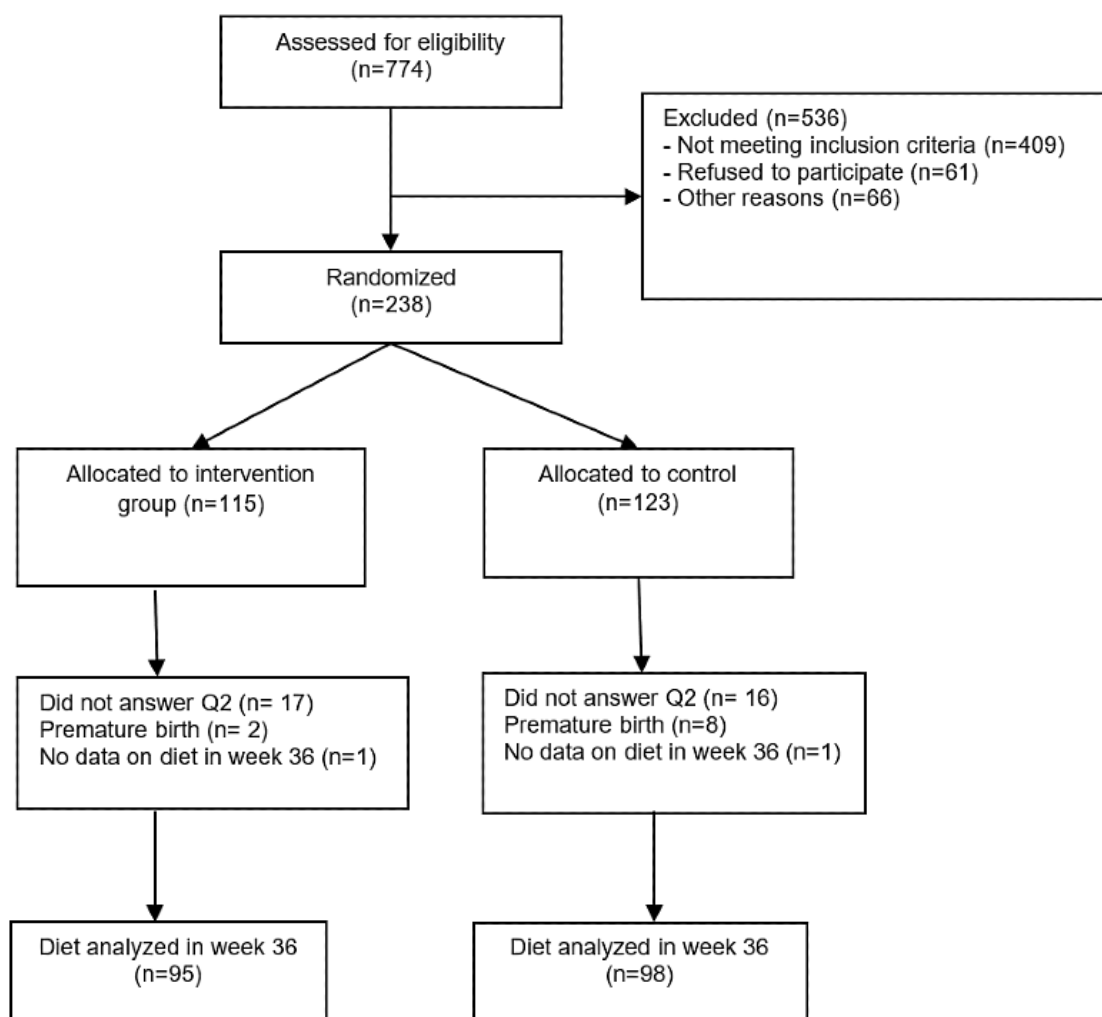 Assessed for eligibility
(n=774)
Excluded (n=536)
- Not meeting inclusion criteria (n=409)
- Refused to participate (n=61)
- Other reasons (n=66)
Randomized
(n=238)
Allocated to intervention
group (n=115)
Allocated to control
(n=123)
Did not answer Q2 (n= 17)
Premature birth (n= 2)
No data on diet in week 36 (n=1)
Did not answer Q2 (n= 16)
Premature birth (n=8)
No data on diet in week 36 (n=1)
Diet analyzed in week 36
(n=95)
Diet analyzed in week 36
(n=98)